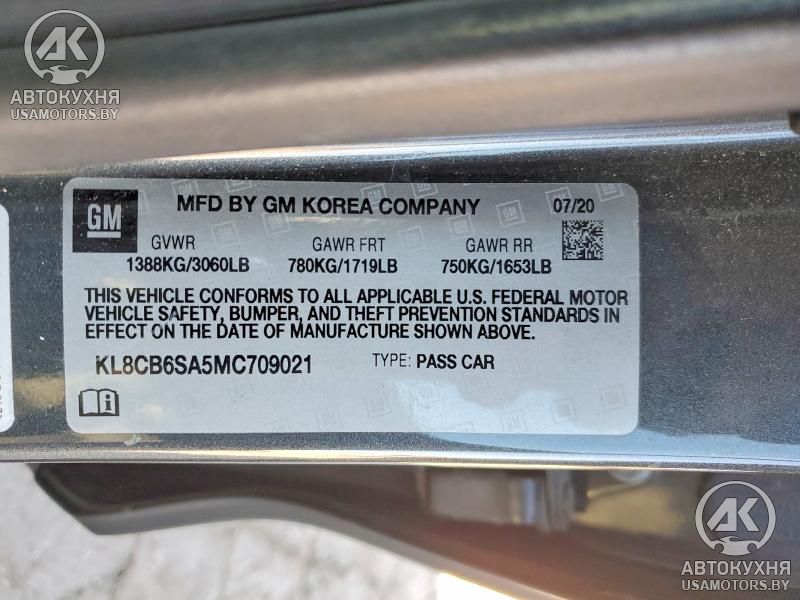 AK
АВТОКУХНЯ
USAMOTORS.BY
GM
MFD BY GM KOREA COMPANY
07/20
GVWR GAWR FRT GAWR RR
1388KG/3060LB 780KG/1719LB 750KG/1653LB
THIS VEHICLE CONFORMS TO ALL APPLICABLE U.S. FEDERAL MOTOR
VEHICLE SAFETY, BUMPER, AND THEFT PREVENTION STANDARDS IN
EFFECT ON THE DATE OF MANUFACTURE SHOWN ABOVE.
KL8CB6SA5MC709021 TYPE: PASS CAR
i
AK
АВТОКУХНЯ
USAMOTORS.BY